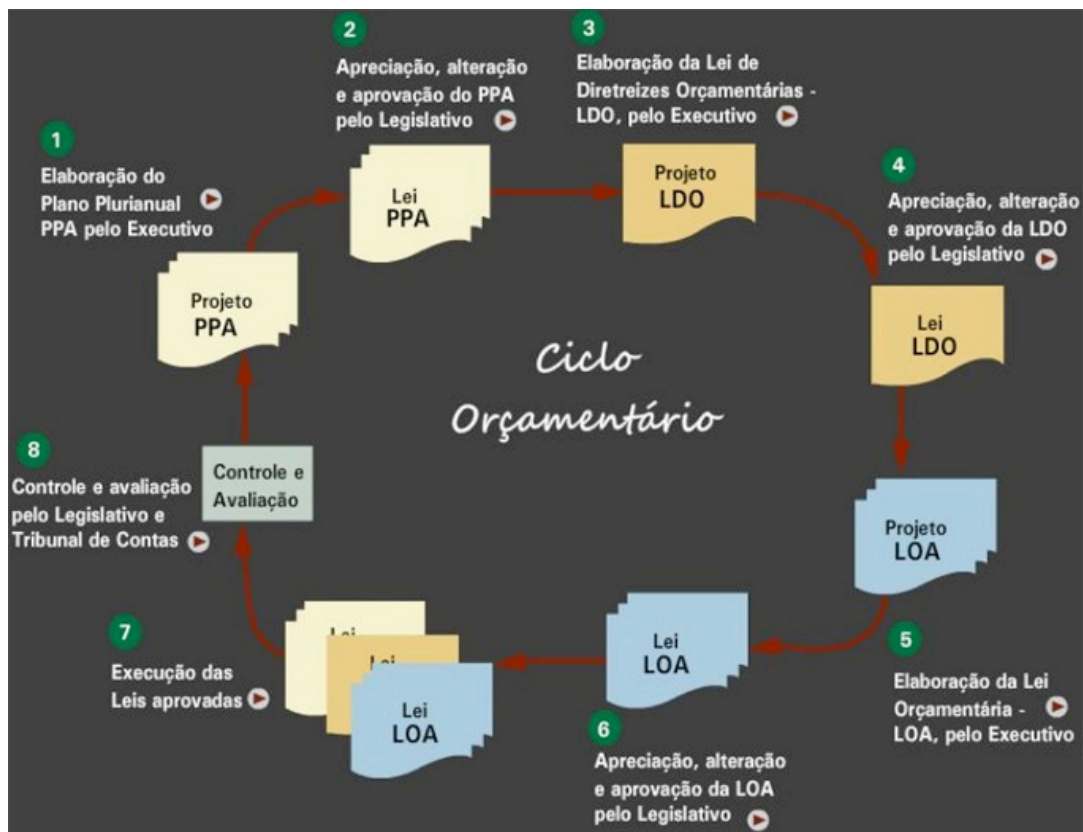 1
Elaboração do
Plano Plurianual
PPA pelo Executivo
2
Apreciação, alteração
e aprovação do PPA
pelo Legislativo
3
Elaboração da Lei de
Diretreizes Orçamentárias -
LDO, pelo Executivo
4
Apreciação, alteração
e aprovação da LDO
pelo Legislativo
Projeto
PPA
Lei
PPA
Projeto
LDO
Lei
LDO
Ciclo
Orçamentário
Projeto
LOA
5
Elaboração da Lei
Orçamentária -
LOA, pelo Executivo
Lei
LOA
6
Apreciação, alteração
e aprovação da LOA
pelo Legislativo
Lei
Lei
Lei
LOA
7
Execução das
Leis aprovadas
Controle e
Avaliação
8
Controle e avaliação
pelo Legislativo e
Tribunal de Contas